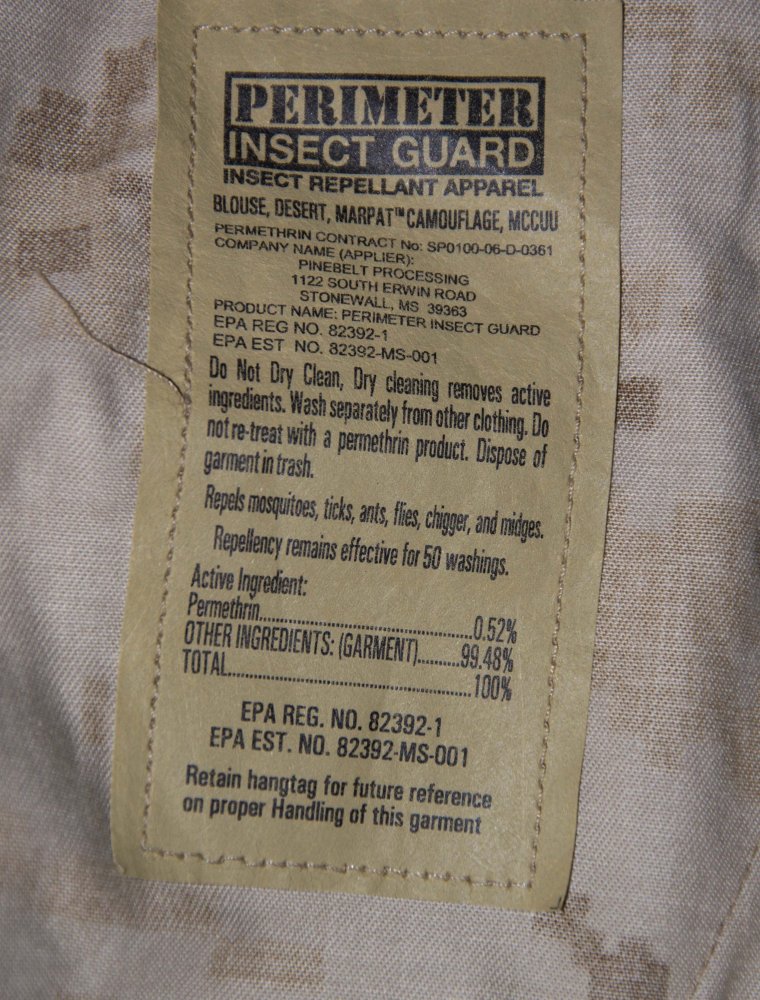 PERIMETER
INSECT GUARD
INSECT REPELLANT APPAREL
BLOUSE, DESERT, MARPAT™ CAMOUFLAGE, MCCUU
PERMETHRIN CONTRACT No: SP0100-06-D-0361
COMPANY NAME (APPLIER):
PINEBELT PROCESSING
1122 SOUTH ERWIN ROAD
STONEWALL, MS 39363
PRODUCT NAME: PERIMETER INSECT GUARD
EPA REG NO. 82392-1
EPA EST NO. 82392-MS-001
Do Not Dry Clean, Dry cleaning removes active
ingredients. Wash separately from other clothing. Do
not re-treat with a permethrin product. Dispose of
garment in trash.
Repels mosquitoes, ticks, ants, flies, chigger, and midges.
Repellency remains effective for 50 washings.
Active Ingredient:
Permethrin..............................0.52%
OTHER INGREDIENTS: (GARMENT)..........99.48%
TOTAL..............................100%
EPA REG. NO. 82392-1
EPA EST. NO. 82392-MS-001
Retain hangtag for future reference
on proper Handling of this garment